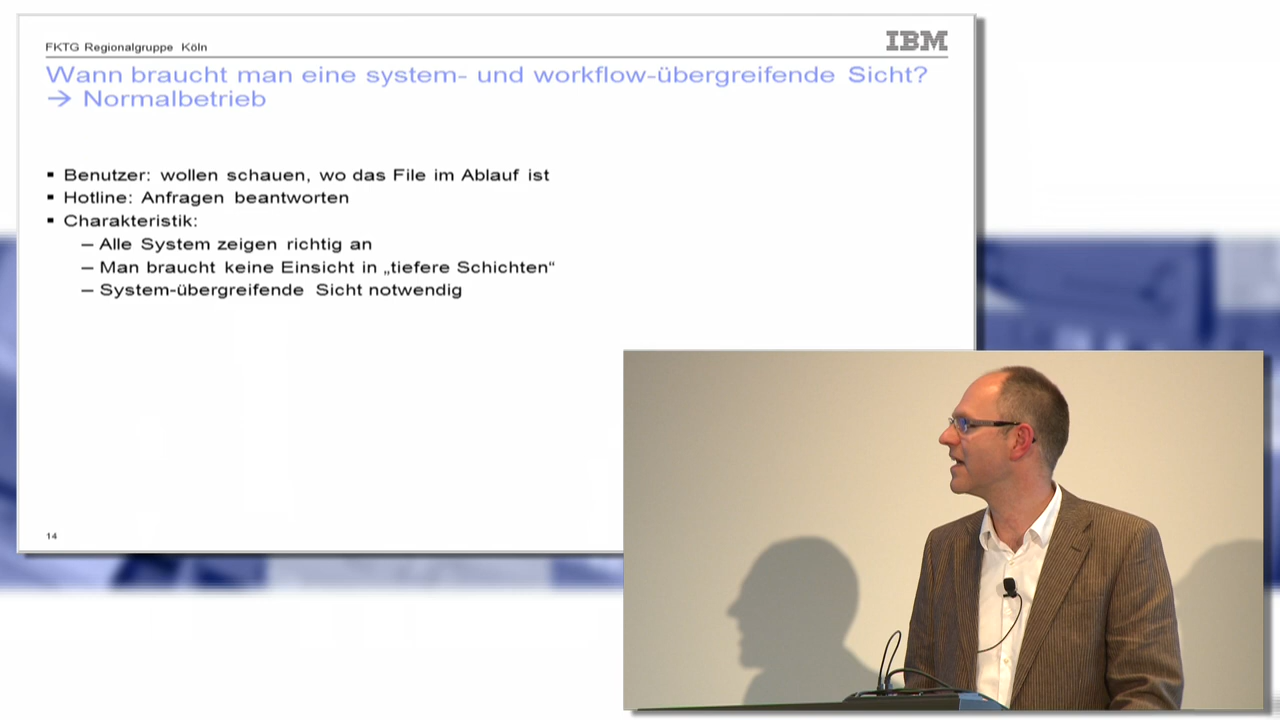 FKTG Regionalgruppe Köln
IBM
Wann braucht man eine system- und workflow-übergreifende Sicht?
→ Normalbetrieb
▪ Benutzer: wollen schauen, wo das File im Ablauf ist
▪ Hotline: Anfragen beantworten
▪ Charakteristik:
– Alle System zeigen richtig an
– Man braucht keine Einsicht in „tiefere Schichten“
– System-übergreifende Sicht notwendig
14